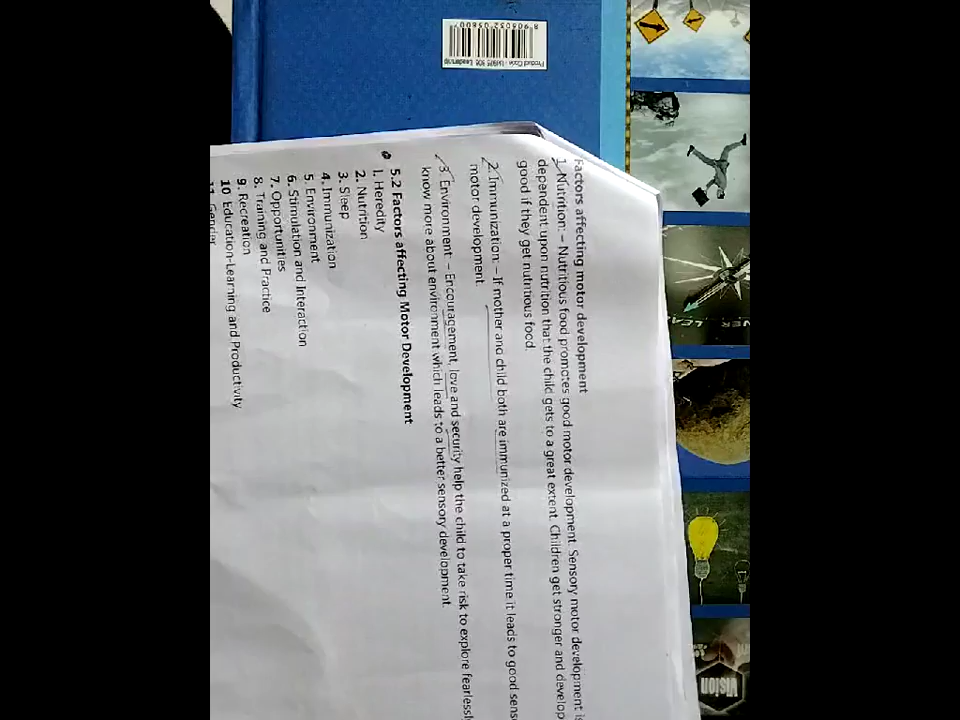 Factors affecting motor development
1. Nutrition: – Nutritious food promotes good motor development. Sensory motor development is
dependent upon nutrition that the child gets to a great extent. Children get stronger and develop
good if they get nutritious food.
2. Immunization: – If mother and child both are immunized at a proper time it leads to good
motor development.
3. Environment: – Encouragement, love and security help the child to take risk to explore
know more about environment which leads to a better sensory development.
5.2 Factors affecting Motor Development
1. Heredity
2. Nutrition
3. Sleep
4. Immunization
5. Environment
6. Stimulation and Interaction
7. Opportunities
8. Training and Practice
9. Recreation
10. Education-Learning and Productivity
11. Gender
Vision